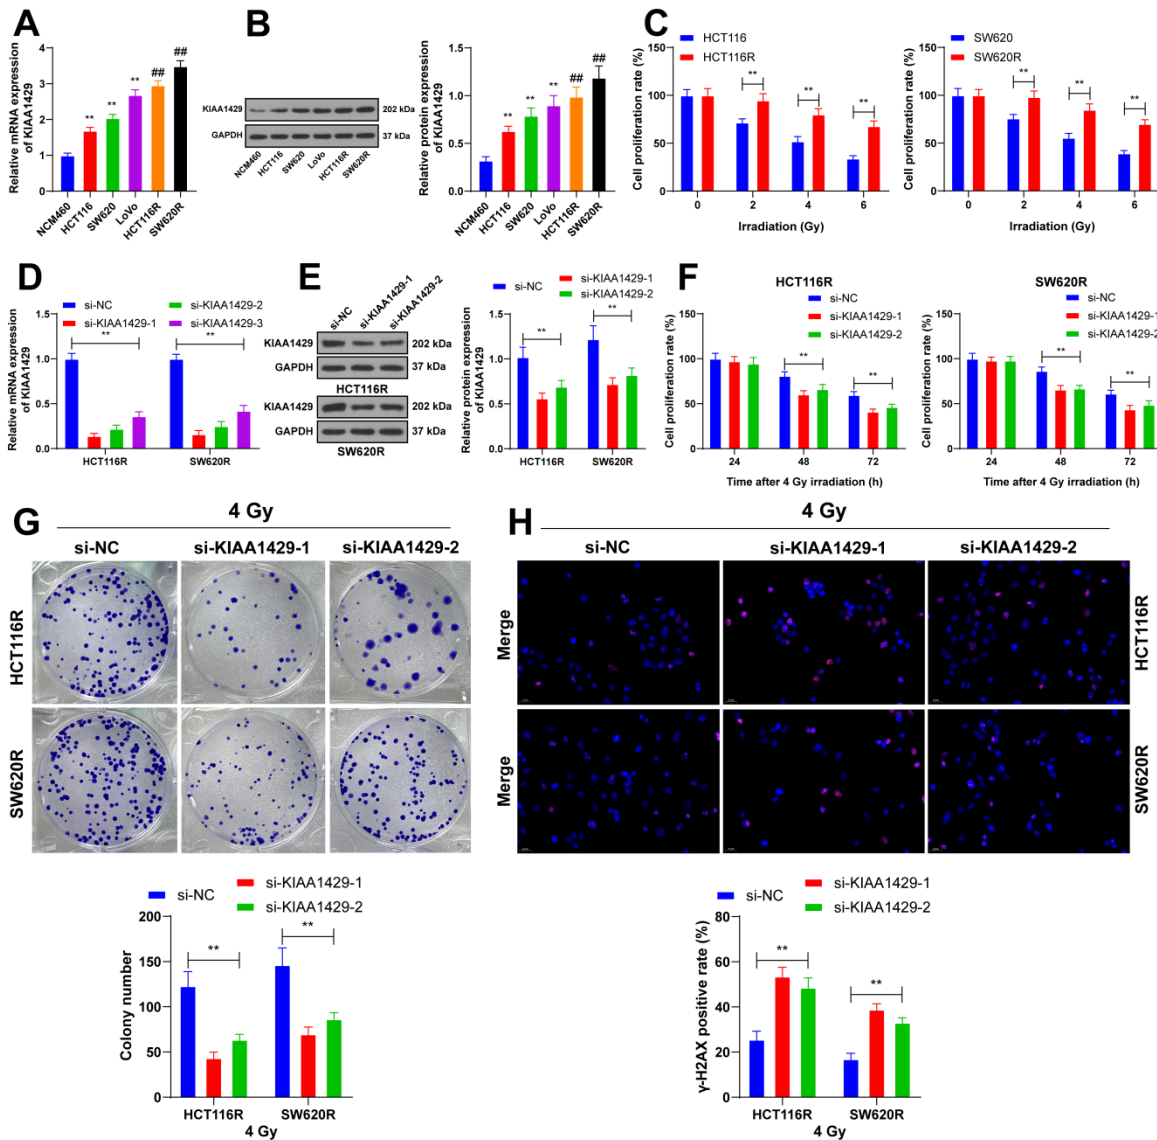 A
Relative mRNA expression
of KIAA1429
4
3
2
1
0
**
**
**
##
##
NCM460
HCT116
SW620
LoVo
HCT116R
SW620R
B
KIAA1429
202 kDa
GAPDH
37 kDa
NCM460
HCT116
SW620
LoVo
HCT116R
SW620R
Relative protein expression
of KIAA1429
1.5
1.0
0.5
0.0
**
**
**
##
##
NCM460
HCT116
SW620
LoVo
HCT116R
SW620R
C
HCT116
HCT116R
Cell proliferation rate (%)
150
100
50
0
**
**
**
0
2
4
6
Irradiation (Gy)
SW620
SW620R
Cell proliferation rate (%)
150
100
50
0
**
**
**
0
2
4
6
Irradiation (Gy)
D
si-NC
si-KIAA1429-2
si-KIAA1429-1
si-KIAA1429-3
Relative mRNA expression
of KIAA1429
1.5
1.0
0.5
0.0
**
**
HCT116R
SW620R
E
si-NC
si-KIAA1429-1
si-KIAA1429-2
KIAA1429
202 kDa
GAPDH
37 kDa
HCT116R
KIAA1429
202 kDa
GAPDH
37 kDa
SW620R
si-NC
si-KIAA1429-1
si-KIAA1429-2
Relative protein expression
of KIAA1429
1.5
1.0
0.5
0.0
**
**
HCT116R
SW620R
F
HCT116R
si-NC
si-KIAA1429-1
si-KIAA1429-2
Cell proliferation rate (%)
150
100
50
0
**
**
24
48
72
Time after 4 Gy irradiation (h)
SW620R
si-NC
si-KIAA1429-1
si-KIAA1429-2
Cell proliferation rate (%)
150
100
50
0
**
**
24
48
72
Time after 4 Gy irradiation (h)
G
4 Gy
si-NC
si-KIAA1429-1
si-KIAA1429-2
HCT116R
SW620R
si-NC
si-KIAA1429-1
si-KIAA1429-2
Colony number
200
150
100
50
0
**
**
HCT116R
SW620R
4 Gy
H
4 Gy
si-NC
si-KIAA1429-1
si-KIAA1429-2
Merge
HCT116R
Merge
SW620R
si-NC
si-KIAA1429-1
si-KIAA1429-2
γ-H2AX positive rate (%)
80
60
40
20
0
**
**
HCT116R
SW620R
4 Gy